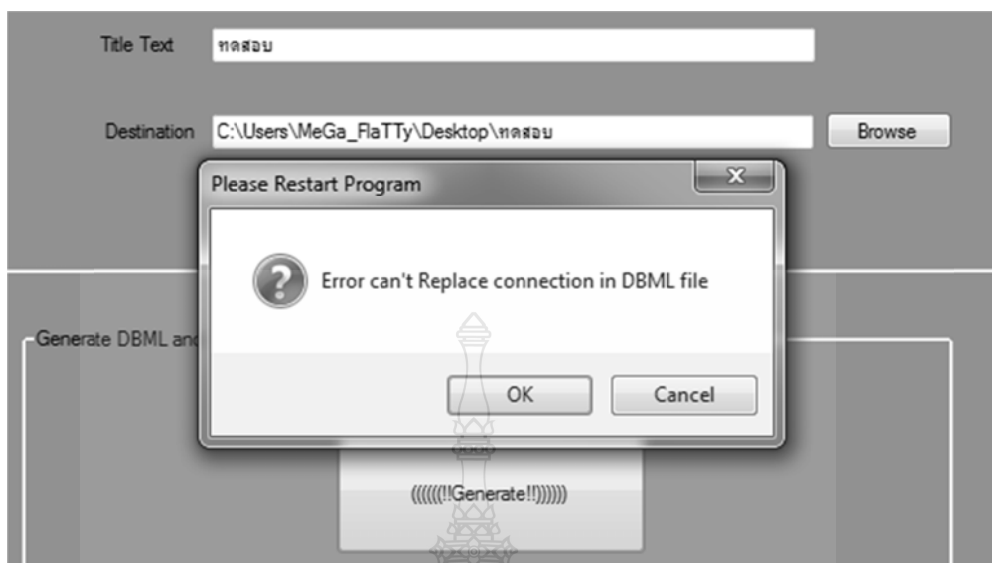 Title Text ทดสอบ
Destination C:\Users\MeGa_FlaTTy\Desktop\ทดสอบ Browse
Please Restart Program
Error can't Replace connection in DBML file
Generate DBML and
OK Cancel
((((((!!Generate!!))))))